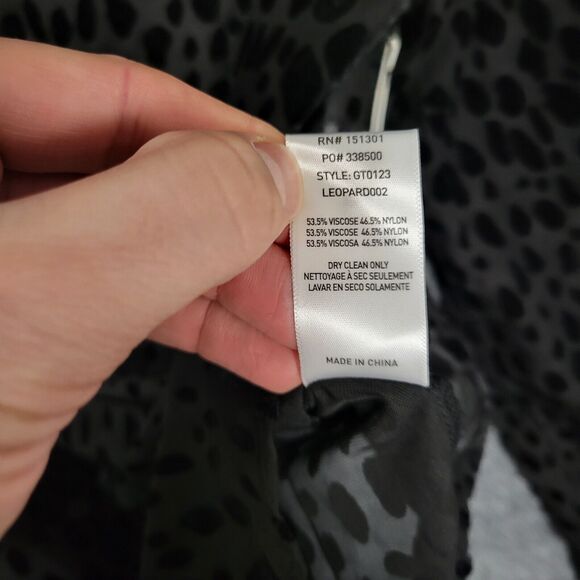 RN# 151301
PO# 338500
STYLE: GT0123
LEOPARD002
53.5% VISCOSE 46.5% NYLON
53.5% VISCOSE 46.5% NYLON
53.5% VISCOSA 46.5% NYLON
DRY CLEAN ONLY
NETTOYAGE À SEC SEULEMENT
LAVAR EN SECO SOLAMENTE
MADE IN CHINA